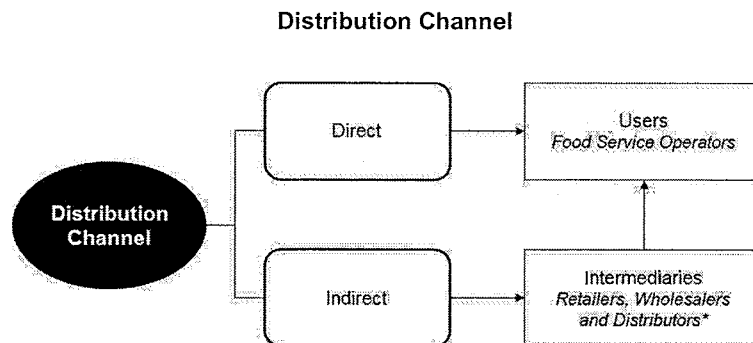 Distribution Channel
Direct
Users
Food Service Operators
Distribution
Channel
Indirect
Intermediaries
Retailers, Wholesalers
and Distributors*